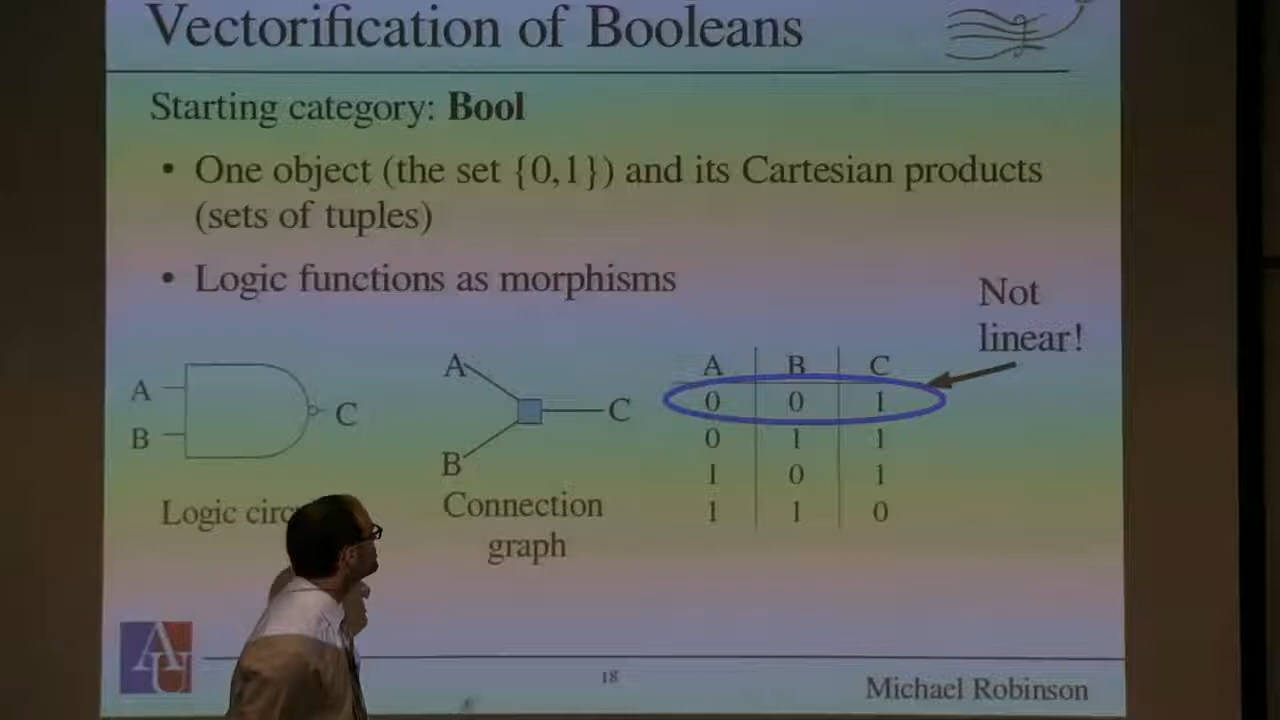 Vectorification of Booleans
Starting category: Bool
• One object (the set {0,1}) and its Cartesian products
(sets of tuples)
• Logic functions as morphisms
Not
linear!
A
B
C
A
B
C
A B C
0 0 1
0 1 1
1 0 1
1 1 0
Logic
Connection
graph
AU
18
Michael Robinson